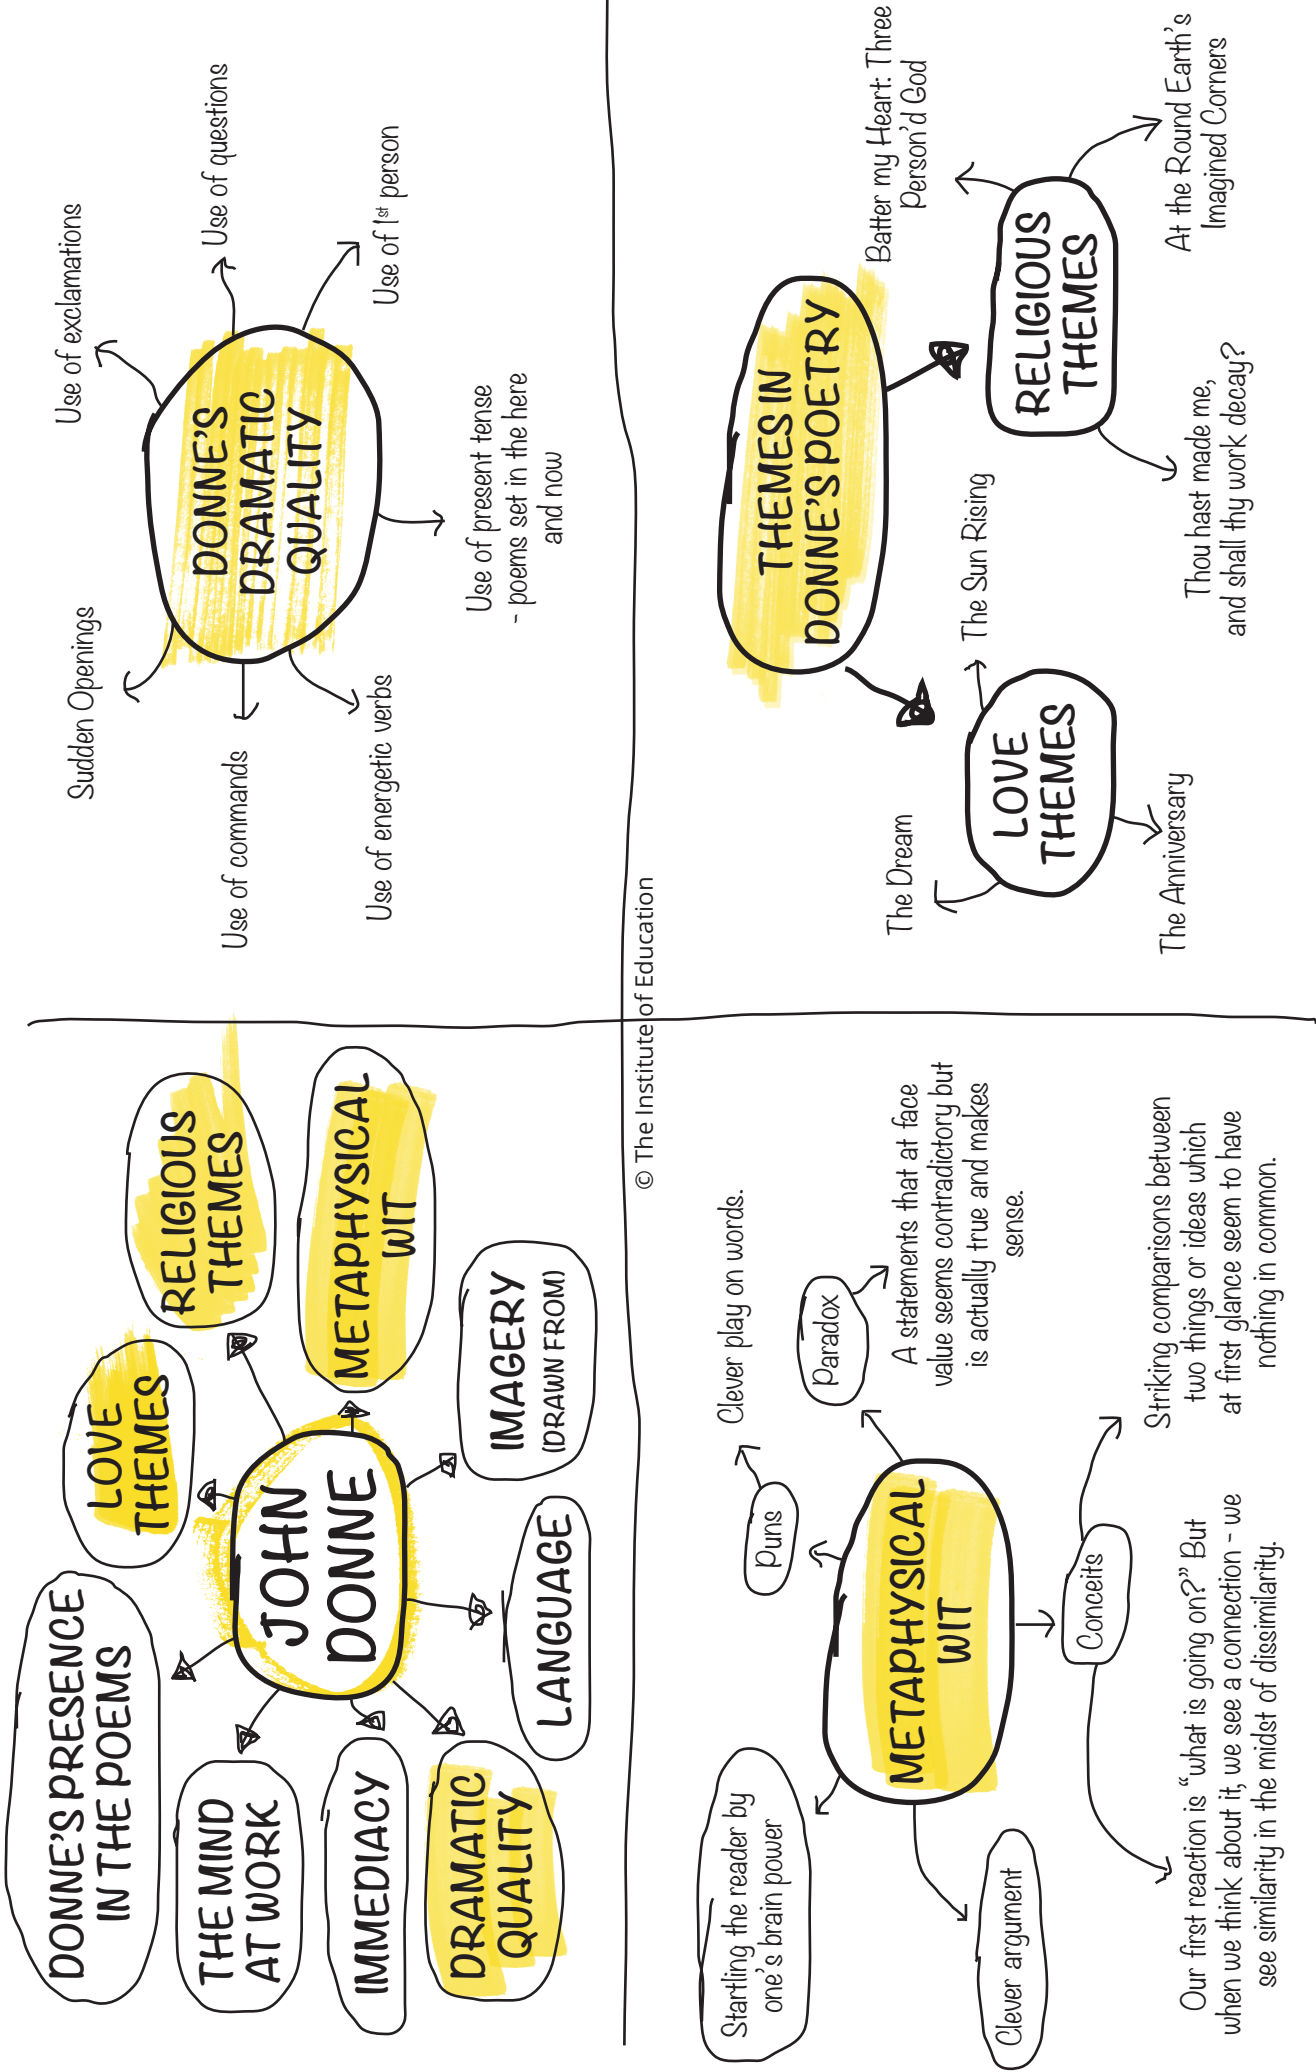 DONNE'S PRESENCE
IN THE POEMS
LOVE
THEMES
RELIGIOUS
THEMES
THE MIND
AT WORK
JOHN
DONNE
METAPHYSICAL
WIT
IMMEDIACY
DRAMATIC
QUALITY
LANGUAGE
IMAGERY
(DRAWN FROM)
Sudden Openings
Use of exclamations
Use of commands
DONNE'S
DRAMATIC
QUALITY
Use of questions
Use of energetic verbs
Use of 1st person
Use of present tense
- poems set in the here
and now
© The Institute of Education
Startling the reader by
one's brain power
Puns
Clever play on words.
Paradox
A statements that at face
value seems contradictory but
is actually true and makes
sense.
METAPHYSICAL
WIT
Clever argument
Conceits
Striking comparisons between
two things or ideas which
at first glance seem to have
nothing in common.
Our first reaction is “what is going on?” But
when we think about it, we see a connection - we
see similarity in the midst of dissimilarity.
THEMES IN
DONNE'S POETRY
The Dream
The Sun Rising
LOVE
THEMES
The Anniversary
Batter my Heart: Three
Person'd God
RELIGIOUS
THEMES
Thou hast made me,
and shall thy work decay?
At the Round Earth's
Imagined Corners